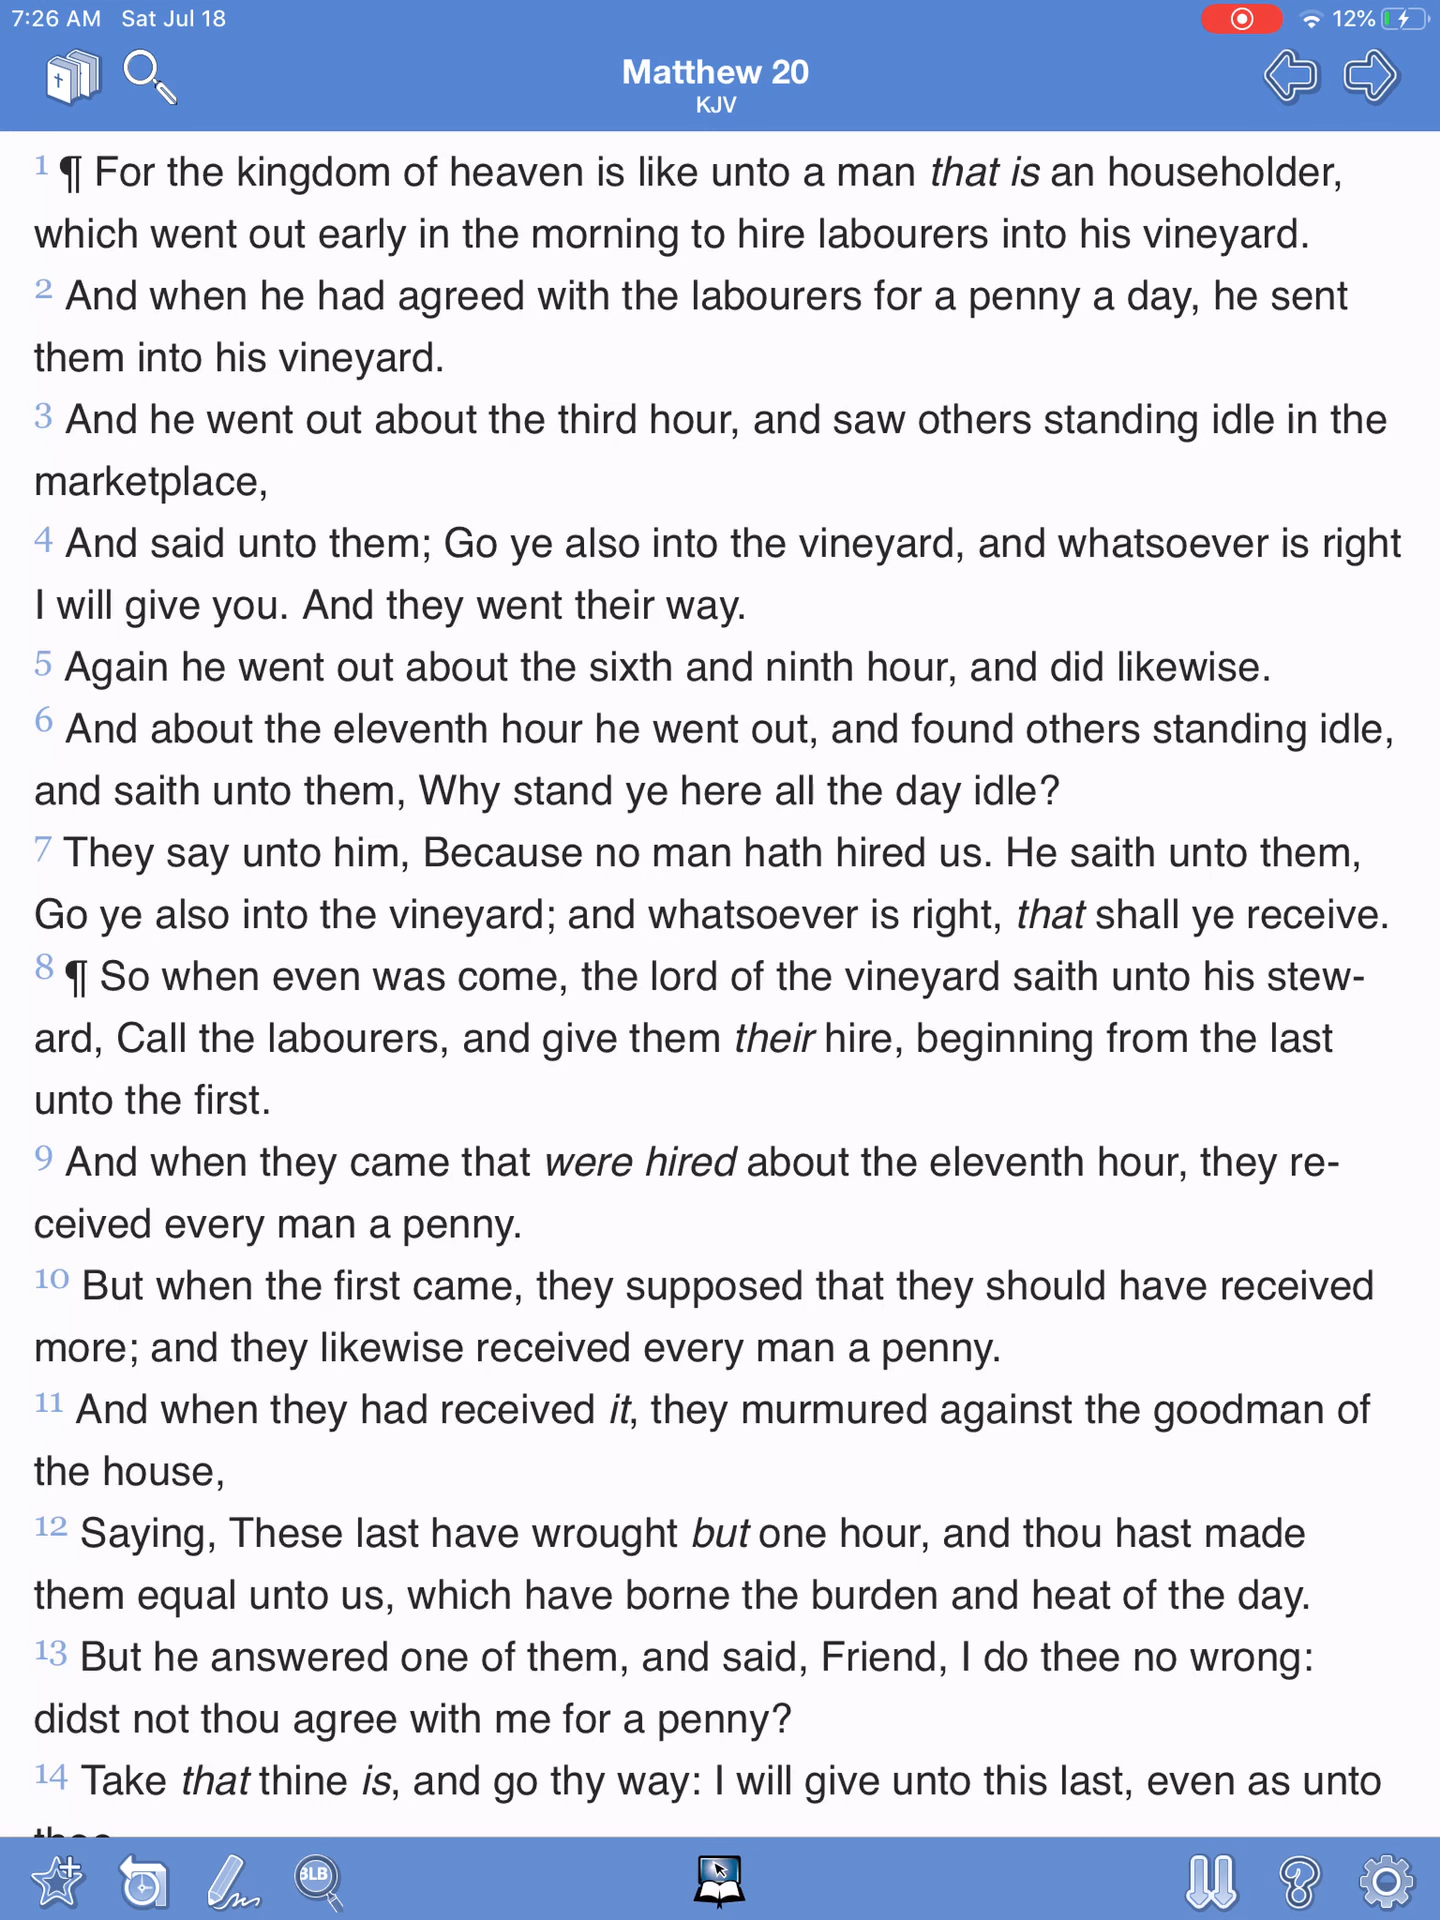 7:26 AM Sat Jul 18 12%
Matthew 20
KJV
1 ¶ For the kingdom of heaven is like unto a man that is an householder,
which went out early in the morning to hire labourers into his vineyard.
2 And when he had agreed with the labourers for a penny a day, he sent
them into his vineyard.
3 And he went out about the third hour, and saw others standing idle in the
marketplace,
4 And said unto them; Go ye also into the vineyard, and whatsoever is right
I will give you. And they went their way.
5 Again he went out about the sixth and ninth hour, and did likewise.
6 And about the eleventh hour he went out, and found others standing idle,
and saith unto them, Why stand ye here all the day idle?
7 They say unto him, Because no man hath hired us. He saith unto them,
Go ye also into the vineyard; and whatsoever is right, that shall ye receive.
8 ¶ So when even was come, the lord of the vineyard saith unto his stew-
ard, Call the labourers, and give them their hire, beginning from the last
unto the first.
9 And when they came that were hired about the eleventh hour, they re-
ceived every man a penny.
10 But when the first came, they supposed that they should have received
more; and they likewise received every man a penny.
11 And when they had received it, they murmured against the goodman of
the house,
12 Saying, These last have wrought but one hour, and thou hast made
them equal unto us, which have borne the burden and heat of the day.
13 But he answered one of them, and said, Friend, I do thee no wrong:
didst not thou agree with me for a penny?
14 Take that thine is, and go thy way: I will give unto this last, even as unto
BLB